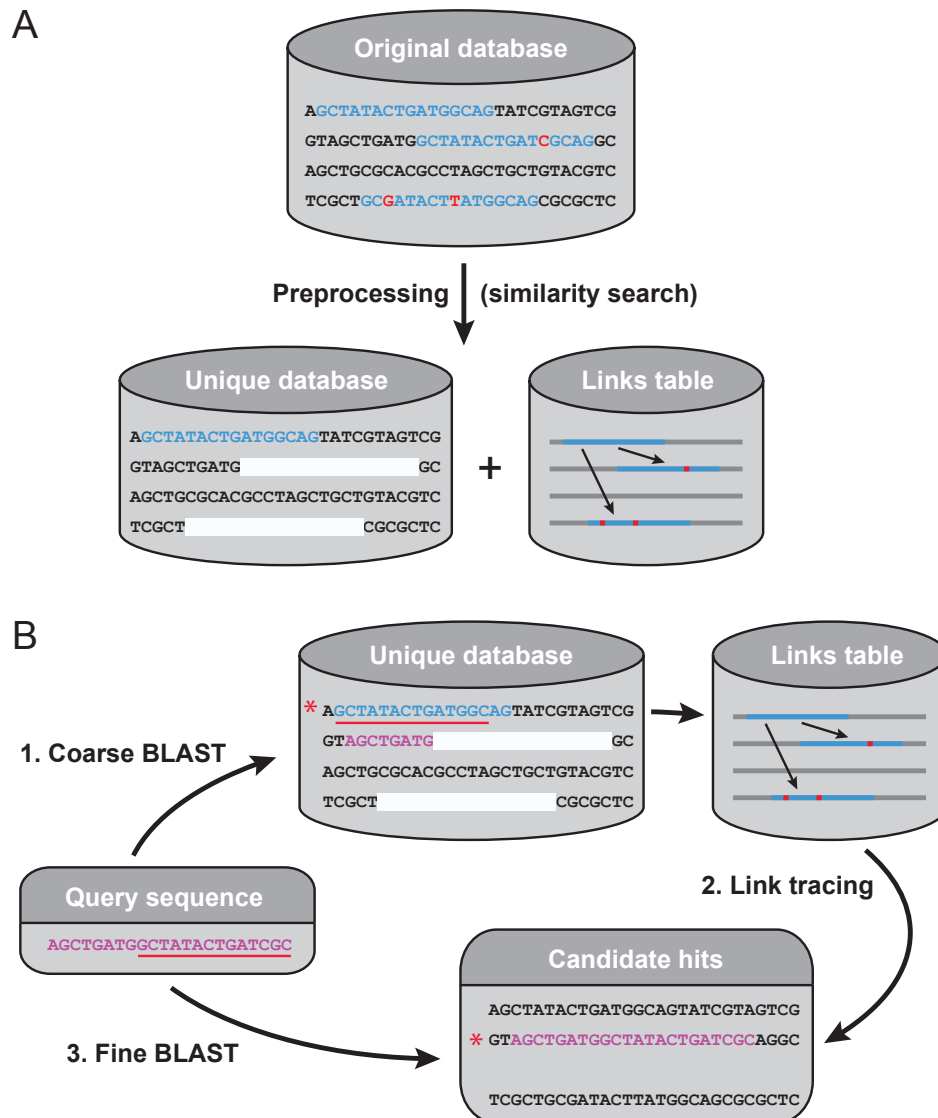 A
Original database
AGCTATACTGATGGCAGTATCGTAGTCG
GTAGCTGATGGCTATACTGATCGCAGGC
AGCTGCGCACGCCTAGCTGCTGTACGTC
TCGCTGCGATACTTATGGCAGCGCGCTC
Preprocessing (similarity search)
Unique database
AGCTATACTGATGGCAGTATCGTAGTCG
GTAGCTGATG GC
AGCTGCGCACGCCTAGCTGCTGTACGTC
TCGCT CGCGCTC
+
Links table
B
Unique database
* AGCTATACTGATGGCAGTATCGTAGTCG
GTAGCTGATG GC
AGCTGCGCACGCCTAGCTGCTGTACGTC
TCGCT CGCGCTC
Links table
1. Coarse BLAST
2. Link tracing
Query sequence
AGCTGATGGCTATACTGATCGC
3. Fine BLAST
Candidate hits
AGCTATACTGATGGCAGTATCGTAGTCG
* GTAGCTGATGGCTATACTGATCGCAGGC
TCGCTGCGATACTTATGGCAGCGCGCTC